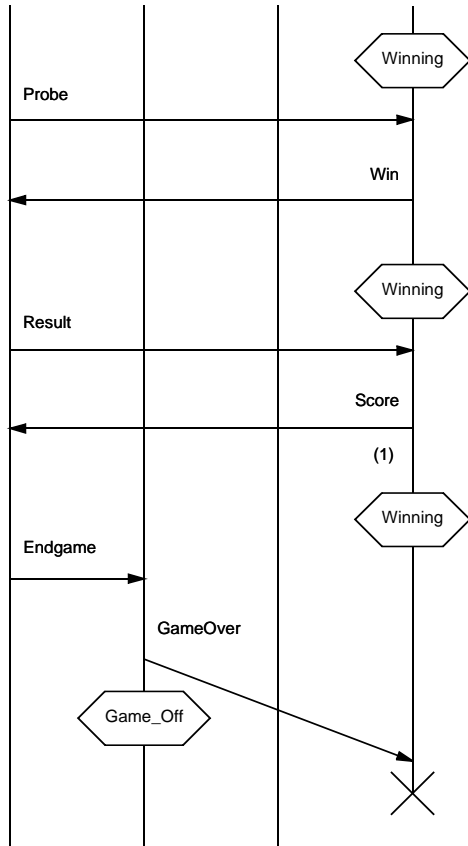 Winning
Probe
Win
Winning
Result
Score
(1)
Winning
Endgame
GameOver
Game_Off